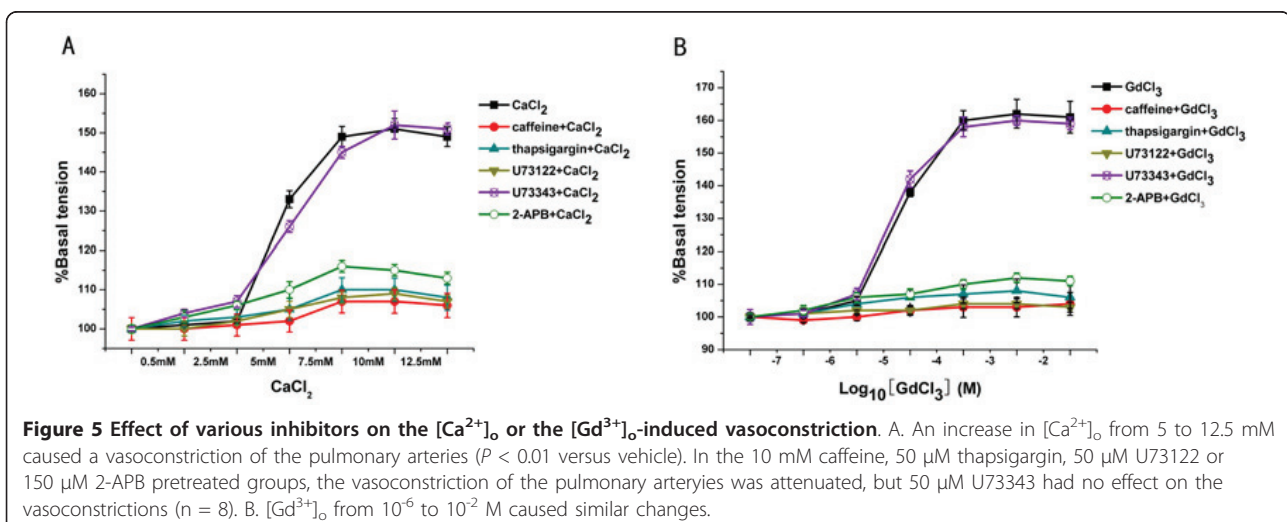 A
160
150
140
130
120
110
100
%Basal tension
0.5mM 2.5mM 5mM 7.5mM 10mM 12.5mM
CaCl2
CaCl2
caffeine+CaCl2
thapsigargin+CaCl2
U73122+CaCl2
U73343+CaCl2
2-APB+CaCl2
B
170
160
150
140
130
120
110
100
90
%Basal tension
-7 -6 -5 -4 -3 -2
Log10[GdCl3] (M)
GdCl3
caffeine+GdCl3
thapsigargin+GdCl3
U73122+GdCl3
U73343+GdCl3
2-APB+GdCl3
Figure 5 Effect of various inhibitors on the [Ca2+]o or the [Gd3+]o-induced vasoconstriction. A. An increase in [Ca2+]o from 5 to 12.5 mM
caused a vasoconstriction of the pulmonary arteries (P < 0.01 versus vehicle). In the 10 mM caffeine, 50 μM thapsigargin, 50 μM U73122 or
150 μM 2-APB pretreated groups, the vasoconstriction of the pulmonary arteryies was attenuated, but 50 μM U73343 had no effect on the
vasoconstrictions (n = 8). B. [Gd3+]o from 10-6 to 10-2 M caused similar changes.